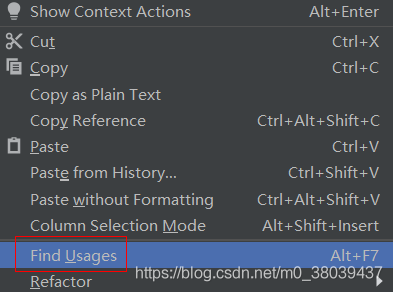 Show Context Actions Alt+Enter
Cut Ctrl+X
Copy Ctrl+C
Copy as Plain Text
Copy Reference Ctrl+Alt+Shift+C
Paste Ctrl+V
Paste from History... Ctrl+Shift+V
Paste without Formatting Ctrl+Alt+Shift+V
Column Selection Mode Alt+Shift+Insert
Find Usages Alt+F7
https://blog.csdn.net/m0_38039437
Refactor